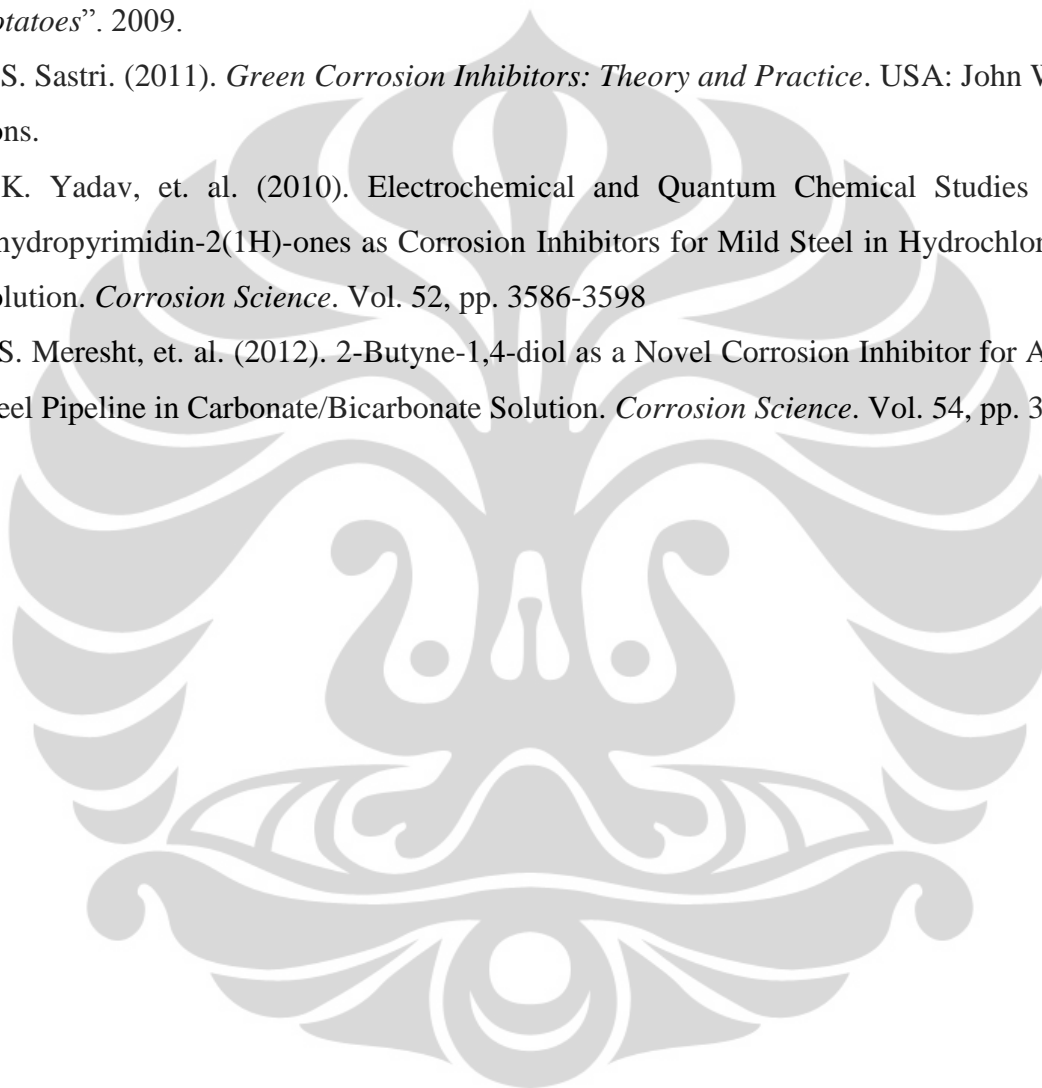 otatoes”. 2009.
S. Sastri. (2011). Green Corrosion Inhibitors: Theory and Practice. USA: John W
ons.
K. Yadav, et. al. (2010). Electrochemical and Quantum Chemical Studies
hydropyrimidin-2(1H)-ones as Corrosion Inhibitors for Mild Steel in Hydrochlor
olution. Corrosion Science. Vol. 52, pp. 3586-3598
S. Meresht, et. al. (2012). 2-Butyne-1,4-diol as a Novel Corrosion Inhibitor for A
eel Pipeline in Carbonate/Bicarbonate Solution. Corrosion Science. Vol. 54, pp. 3